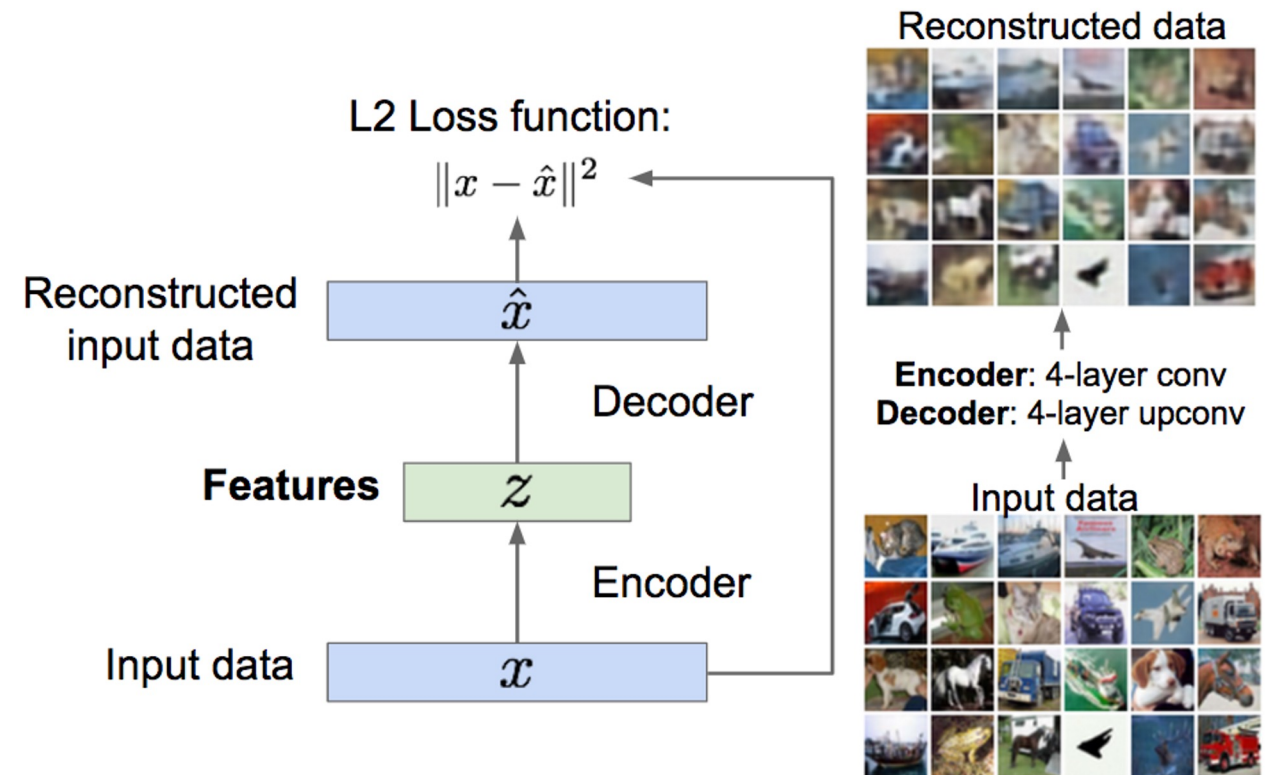 L2 Loss function:
‖x − x̂‖²
Reconstructed
input data
x̂
Decoder
Features
z
Encoder
Input data
x
Reconstructed data
Encoder: 4-layer conv
Decoder: 4-layer upconv
Input data